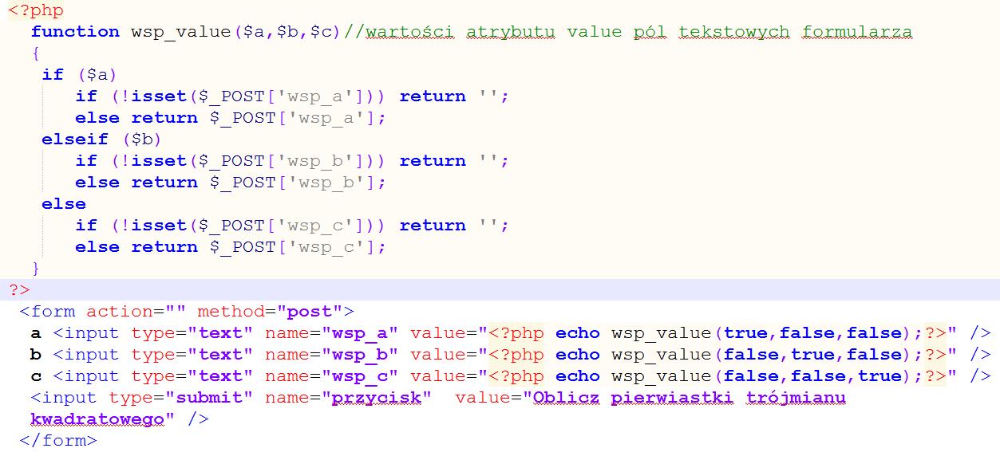 <?php
function wsp_value($a,$b,$c)//wartości atrybutu value pól tekstowych formularza
{
if ($a)
if (!isset($_POST['wsp_a'])) return '';
else return $_POST['wsp_a'];
elseif ($b)
if (!isset($_POST['wsp_b'])) return '';
else return $_POST['wsp_b'];
else
if (!isset($_POST['wsp_c'])) return '';
else return $_POST['wsp_c'];
}
?>
<form action="" method="post">
a <input type="text" name="wsp_a" value="<?php echo wsp_value(true,false,false);?>" />
b <input type="text" name="wsp_b" value="<?php echo wsp_value(false,true,false);?>" />
c <input type="text" name="wsp_c" value="<?php echo wsp_value(false,false,true);?>" />
<input type="submit" name="przycisk"  value="Oblicz pierwiastki trójmianu
kwadratowego" />
</form>